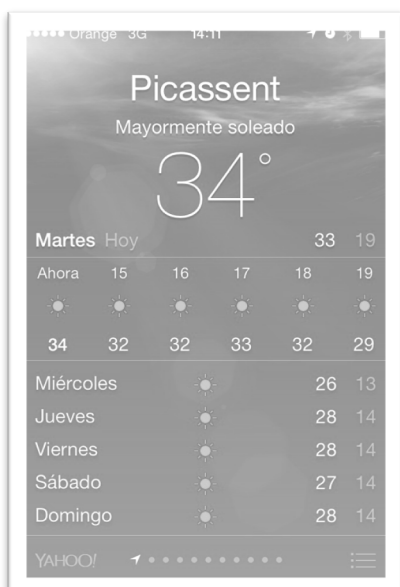 Orange 3G 14:11
Picassent
Mayormente soleado
34°
Martes Hoy 33 19
Ahora 15 16 17 18 19
34 32 32 33 32 29
Miércoles 26 13
Jueves 28 14
Viernes 28 14
Sábado 27 14
Domingo 28 14
YAHOO!